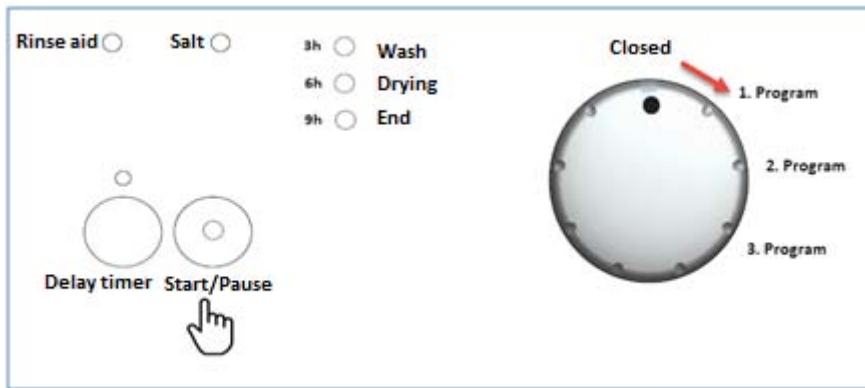 Rinse aid
Salt
3h Wash
6h Drying
9h End
Closed
1. Program
2. Program
3. Program
Delay timer
Start/Pause